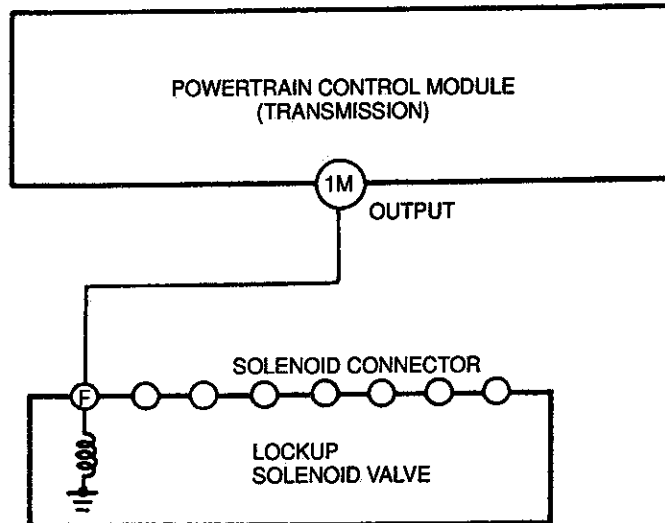 POWERTRAIN CONTROL MODULE
(TRANSMISSION)
1M
OUTPUT
SOLENOID CONNECTOR
F
LOCKUP
SOLENOID VALVE